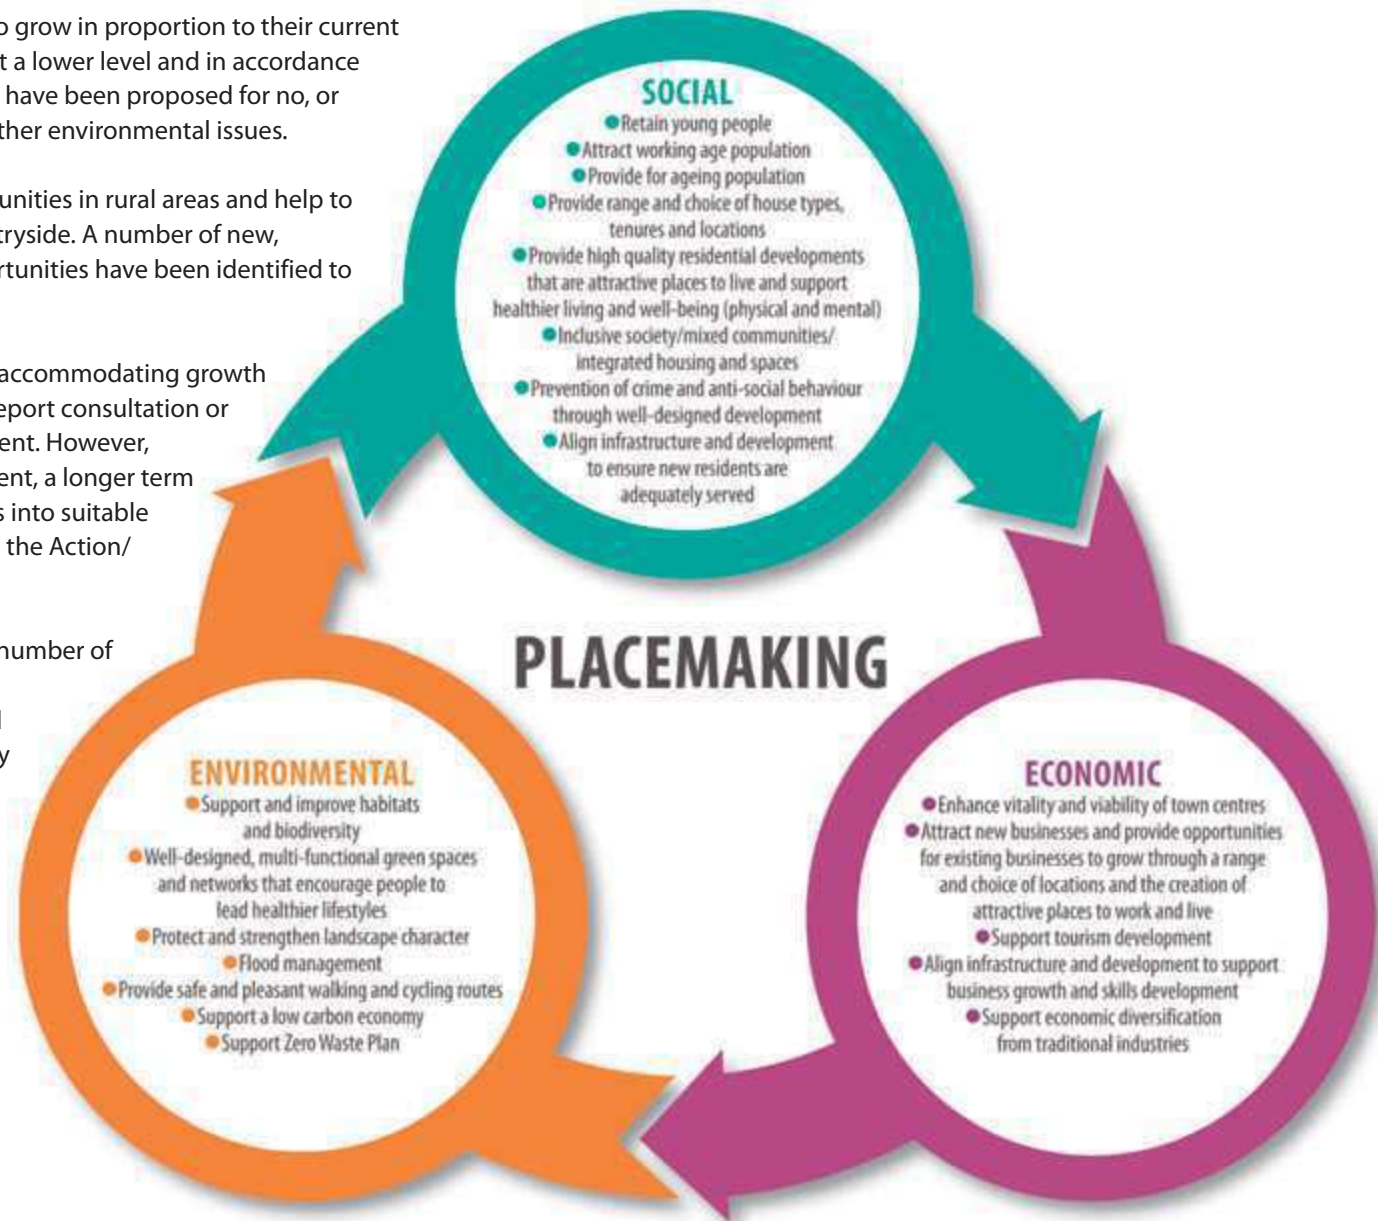 o grow in proportion to their current
t a lower level and in accordance
have been proposed for no, or
ther environmental issues.
unities in rural areas and help to
tryside. A number of new,
rtunities have been identified to
accommodating growth
eport consultation or
ent. However,
ent, a longer term
s into suitable
the Action/
number of
l
y
SOCIAL
●Retain young people
●Attract working age population
●Provide for ageing population
●Provide range and choice of house types,
tenures and locations
●Provide high quality residential developments
that are attractive places to live and support
healthier living and well-being (physical and mental)
●Inclusive society/mixed communities/
integrated housing and spaces
●Prevention of crime and anti-social behaviour
through well-designed development
●Align infrastructure and development
to ensure new residents are
adequately served
PLACEMAKING
ENVIRONMENTAL
●Support and improve habitats
and biodiversity
●Well-designed, multi-functional green spaces
and networks that encourage people to
lead healthier lifestyles
●Protect and strengthen landscape character
●Flood management
●Provide safe and pleasant walking and cycling routes
●Support a low carbon economy
●Support Zero Waste Plan
ECONOMIC
●Enhance vitality and viability of town centres
●Attract new businesses and provide opportunities
for existing businesses to grow through a range
and choice of locations and the creation of
attractive places to work and live
●Support tourism development
●Align infrastructure and development to support
business growth and skills development
●Support economic diversification
from traditional industries